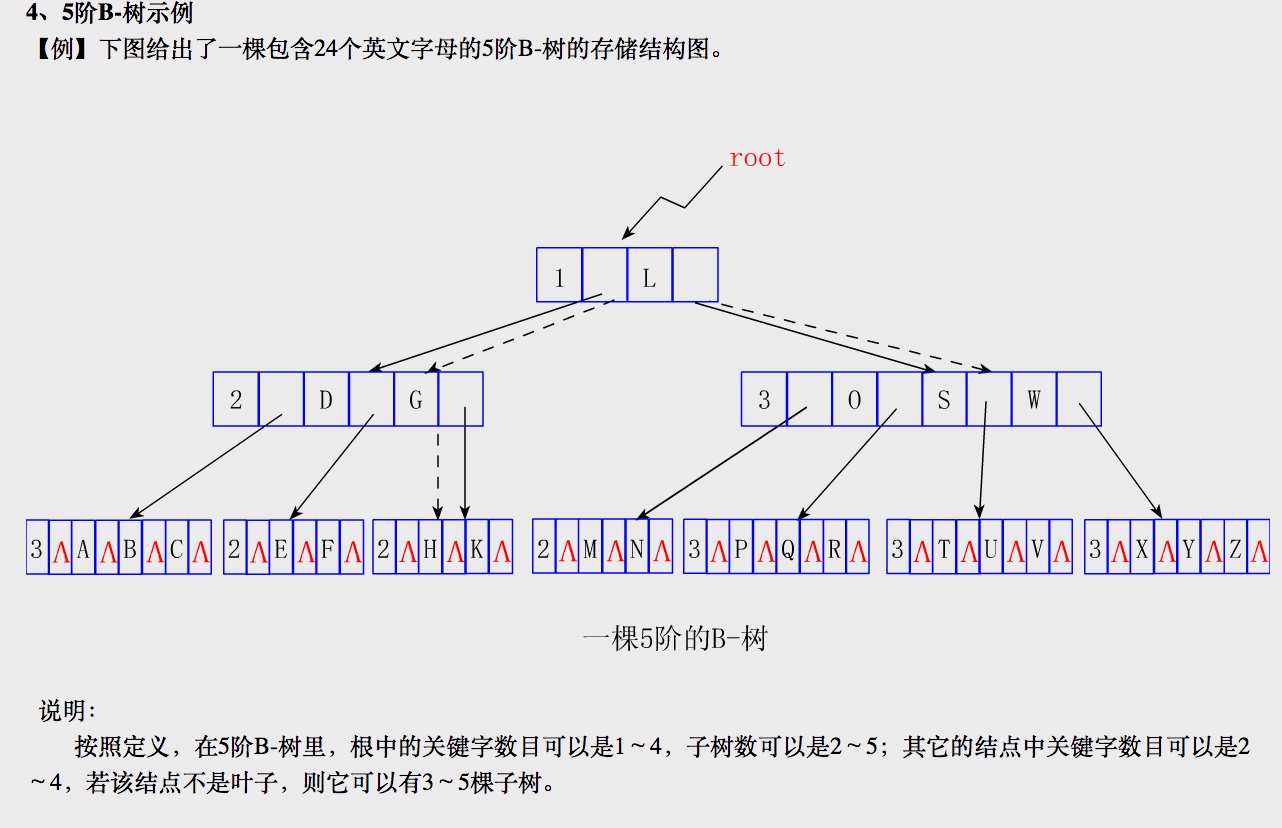 4、5阶B-树示例
【例】下图给出了一棵包含24个英文字母的5阶B-树的存储结构图。
root
1 L
2 D G
3 O S W
3 Λ A Λ B Λ C Λ
2 Λ E Λ F Λ
2 Λ H Λ K Λ
2 Λ M Λ N Λ
3 Λ P Λ Q Λ R Λ
3 Λ T Λ U Λ V Λ
3 Λ X Λ Y Λ Z Λ
一棵5阶的B-树
说明：
按照定义，在5阶B-树里，根中的关键字数目可以是1～4，子树数可以是2～5；其它的结点中关键字数目可以是2
～4，若该结点不是叶子，则它可以有3～5棵子树。